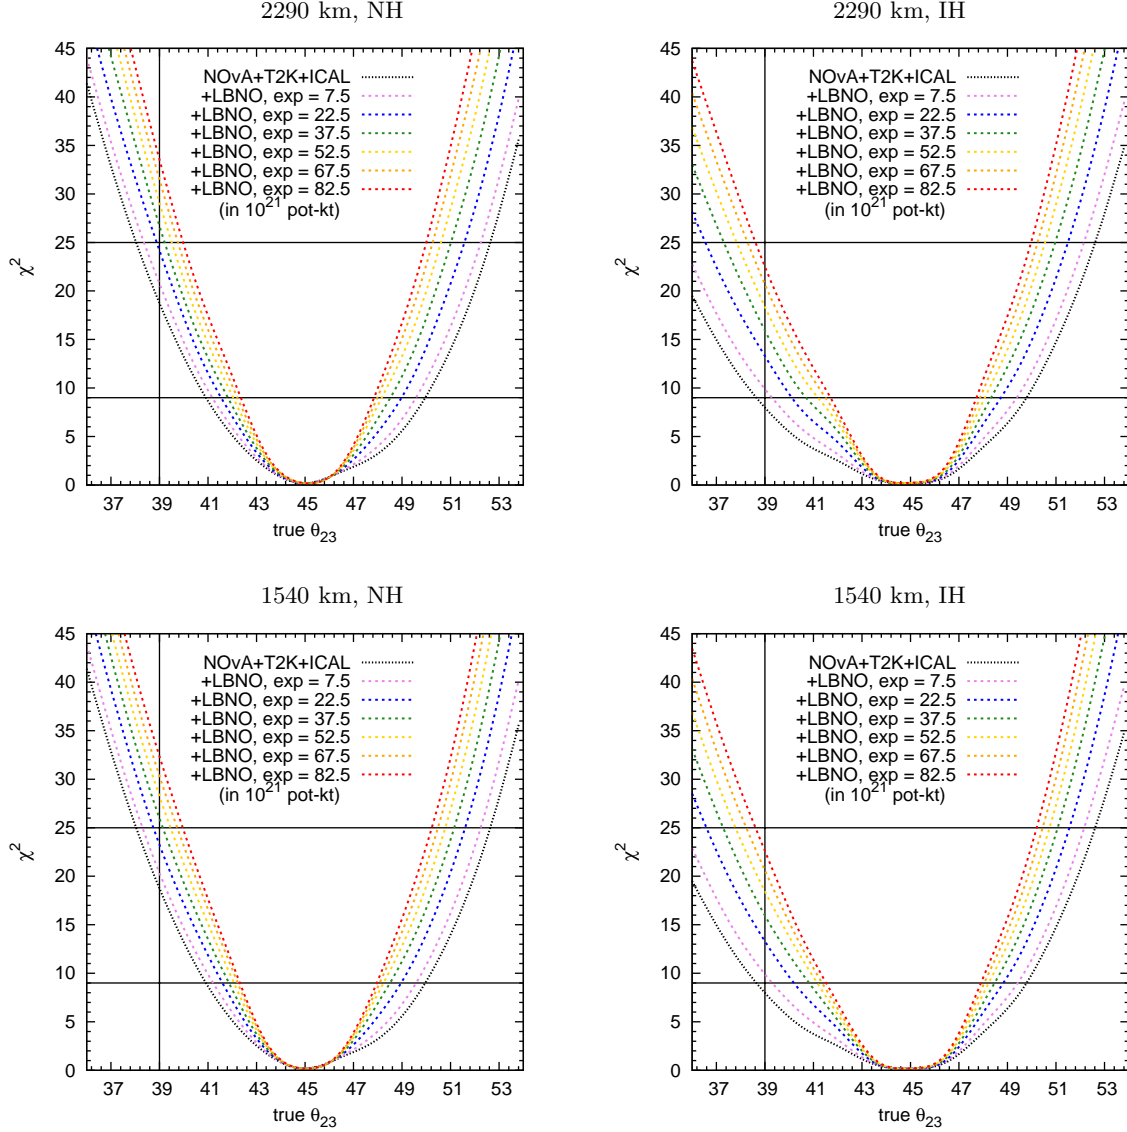 2290 km, NH
45
40
35
30
25
20
15
10
5
0
χ2
NOvA+T2K+ICAL
+LBNO, exp = 7.5
+LBNO, exp = 22.5
+LBNO, exp = 37.5
+LBNO, exp = 52.5
+LBNO, exp = 67.5
+LBNO, exp = 82.5
(in 10^21 pot-kt)
37 39 41 43 45 47 49 51 53
true θ23
2290 km, IH
45
40
35
30
25
20
15
10
5
0
χ2
NOvA+T2K+ICAL
+LBNO, exp = 7.5
+LBNO, exp = 22.5
+LBNO, exp = 37.5
+LBNO, exp = 52.5
+LBNO, exp = 67.5
+LBNO, exp = 82.5
(in 10^21 pot-kt)
37 39 41 43 45 47 49 51 53
true θ23
1540 km, NH
45
40
35
30
25
20
15
10
5
0
χ2
NOvA+T2K+ICAL
+LBNO, exp = 7.5
+LBNO, exp = 22.5
+LBNO, exp = 37.5
+LBNO, exp = 52.5
+LBNO, exp = 67.5
+LBNO, exp = 82.5
(in 10^21 pot-kt)
37 39 41 43 45 47 49 51 53
true θ23
1540 km, IH
45
40
35
30
25
20
15
10
5
0
χ2
NOvA+T2K+ICAL
+LBNO, exp = 7.5
+LBNO, exp = 22.5
+LBNO, exp = 37.5
+LBNO, exp = 52.5
+LBNO, exp = 67.5
+LBNO, exp = 82.5
(in 10^21 pot-kt)
37 39 41 43 45 47 49 51 53
true θ23